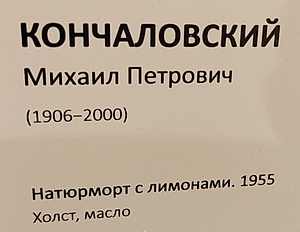 КОНЧАЛОВСКИЙ
Михаил Петрович
(1906–2000)
Натюрморт с лимонами. 1955
Холст, масло